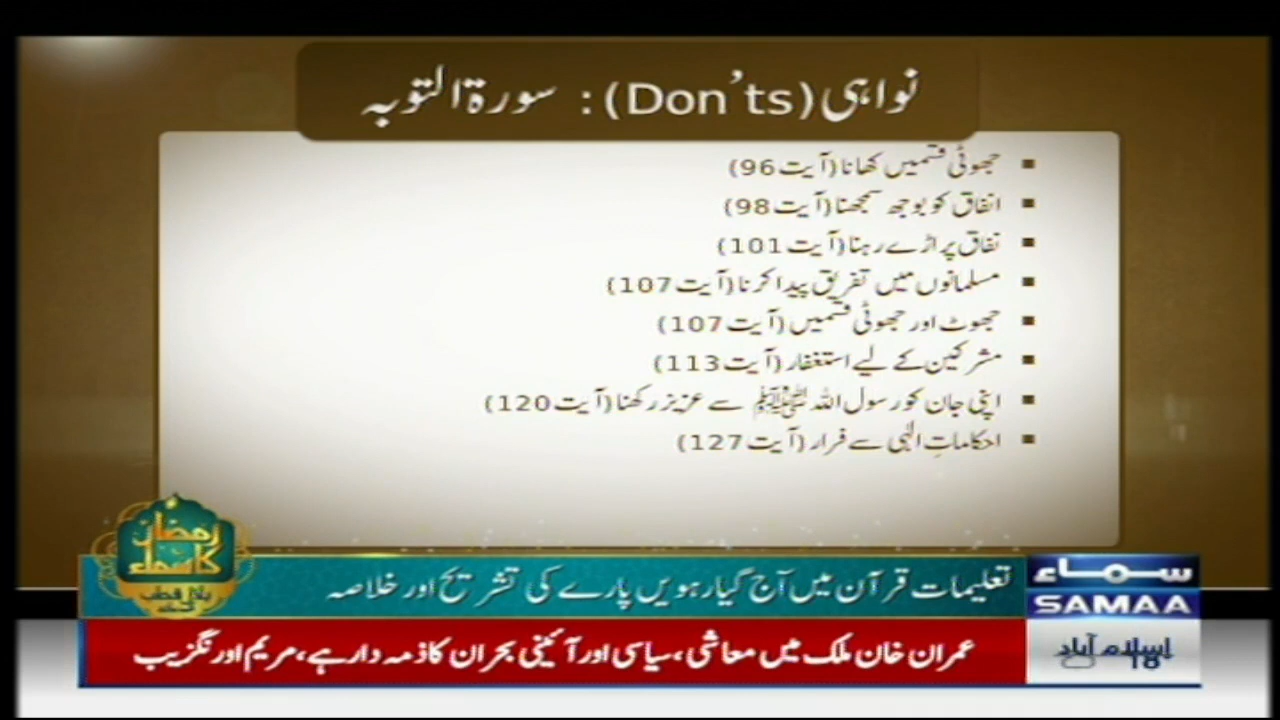 نواہی (Don'ts) : سورۃ التوبہ
▪ جھوٹی قسمیں کھانا (آیت 96)
▪ انفاق کو بوجھ سمجھنا (آیت 98)
▪ نفاق پر اڑے رہنا (آیت 101)
▪ مسلمانوں میں تفریق پیدا کرنا (آیت 107)
▪ جھوٹ اور جھوٹی قسمیں (آیت 107)
▪ مشرکین کے لیے استغفار (آیت 113)
▪ اپنی جان کو رسول اللہ ﷺ سے عزیز رکھنا (آیت 120)
▪ احکاماتِ الٰہی سے فرار (آیت 127)
رمضان
کا سماء
بلال قطب
تعلیمات قرآن میں آج گیارہویں پارے کی تشریح اور خلاصہ
سماء
SAMAA
عمران خان ملک میں معاشی، سیاسی اور آئینی بحران کا ذمہ دار ہے، مریم اورنگزیب
اسلام آباد
18